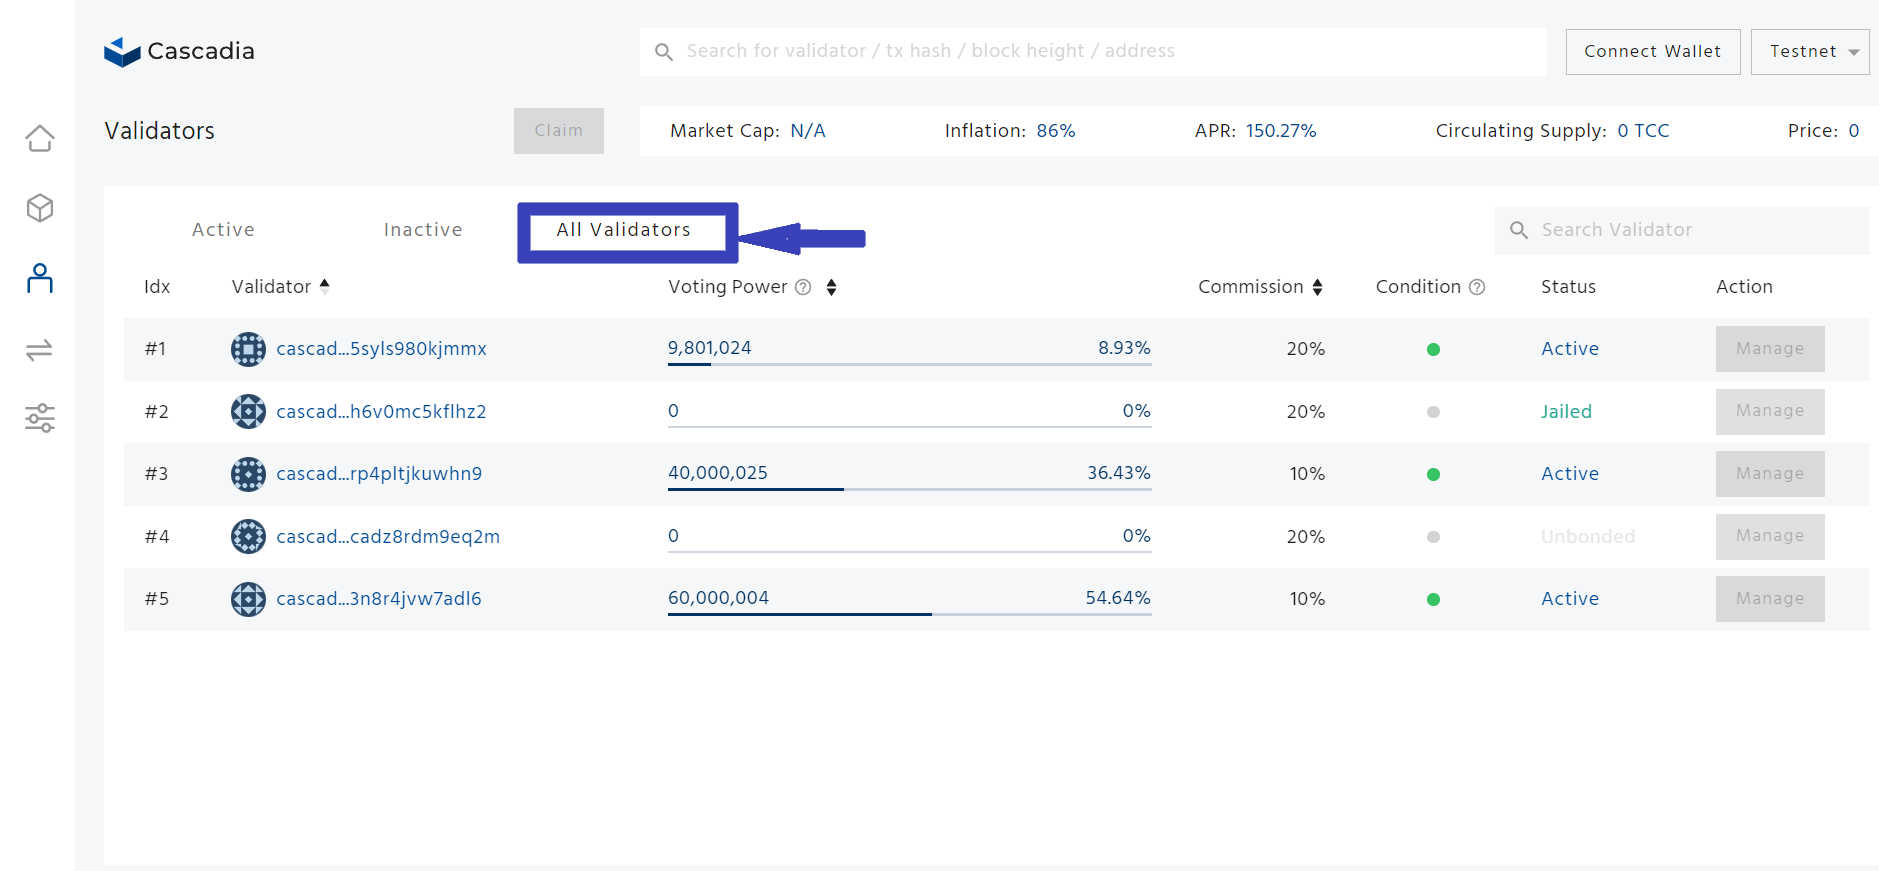 Cascadia
Search for validator / tx hash / block height / address
Connect Wallet
Testnet
Validators
Claim
Market Cap: N/A
Inflation: 86%
APR: 150.27%
Circulating Supply: 0 TCC
Price: 0
Active
Inactive
All Validators
Search Validator
Idx Validator Voting Power ? Commission Condition ? Status Action
#1 cascad...5syls980kjmmx 9,801,024 8.93% 20% Active Manage
#2 cascad...h6v0mc5kflhz2 0 0% 20% Jailed Manage
#3 cascad...rp4pltjkuwhn9 40,000,025 36.43% 10% Active Manage
#4 cascad...cadz8rdm9eq2m 0 0% 20% Unbonded Manage
#5 cascad...3n8r4jvw7adl6 60,000,004 54.64% 10% Active Manage